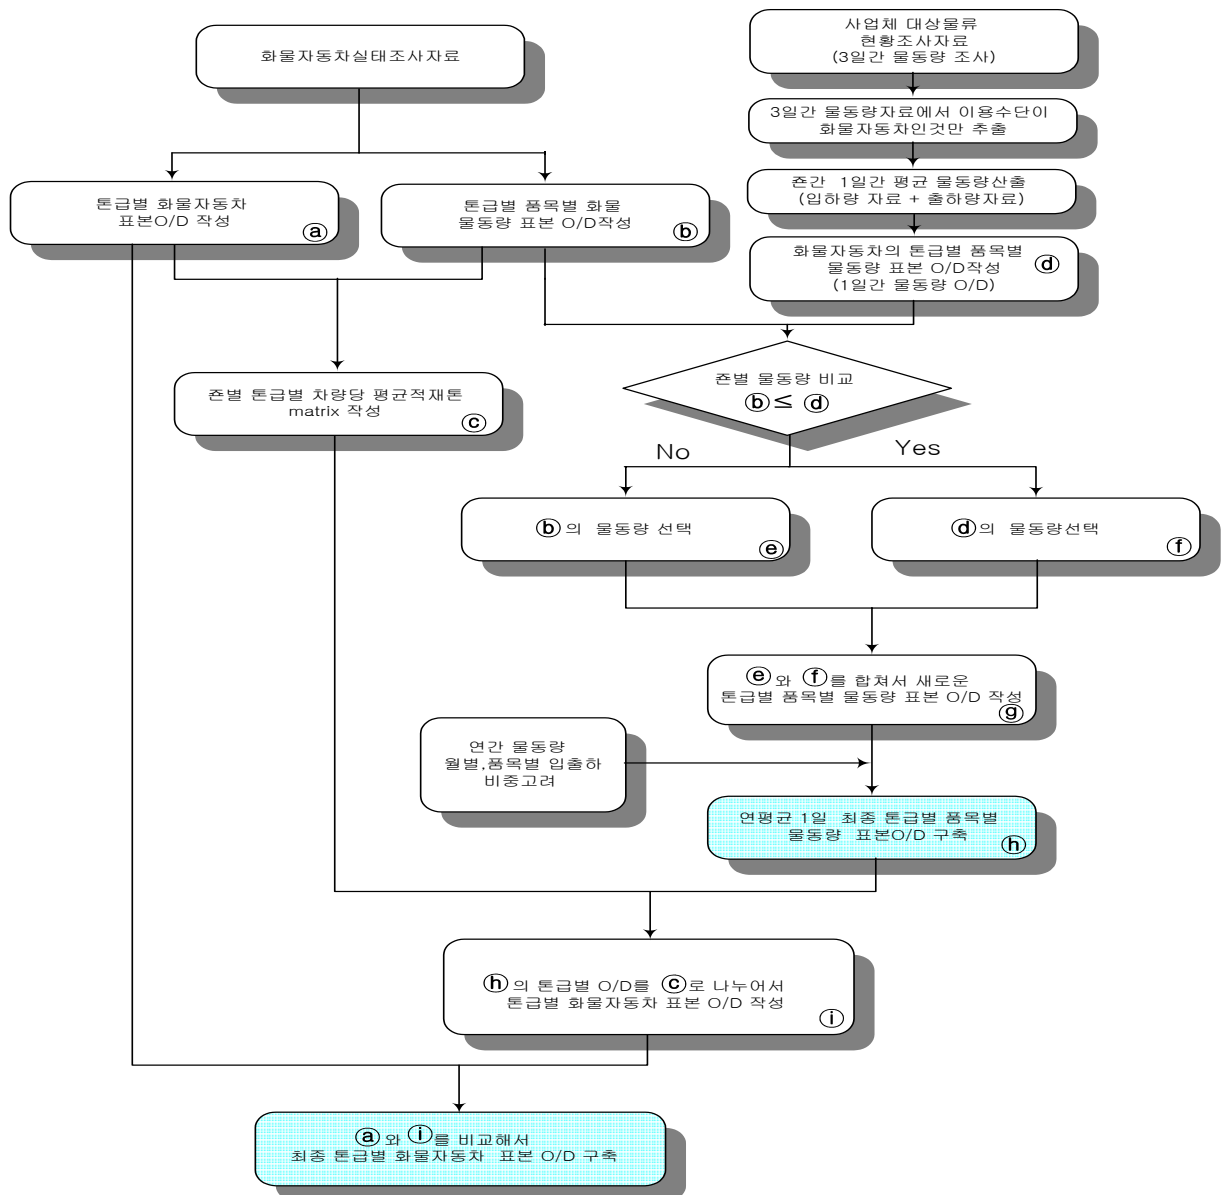 화물자동차실태조사자료
사업체 대상물류
현황조사자료
(3일간 물동량 조사)
3일간 물동량자료에서 이용수단이
화물자동차인것만 추출
죤간 1일간 평균 물동량산출
(입하량 자료 + 출하량자료)
톤급별 화물자동차
표본O/D 작성
ⓐ
톤급별 품목별 화물
물동량 표본 O/D작성
ⓑ
화물자동차의 톤급별 품목별
물동량 표본 O/D작성
(1일간 물동량 O/D)
ⓓ
죤별 톤급별 차량당 평균적재톤
matrix 작성
ⓒ
죤별 물동량 비교
ⓑ≤ ⓓ
No
Yes
ⓑ의 물동량 선택
ⓔ
ⓓ의 물동량선택
ⓕ
ⓔ와 ⓕ를 합쳐서 새로운
톤급별 품목별 물동량 표본 O/D 작성
ⓖ
연간 물동량
월별,품목별 입출하
비중고려
연평균 1일 최종 톤급별 품목별
물동량 표본O/D 구축
ⓗ
ⓗ의 톤급별 O/D를 ⓒ로 나누어서
톤급별 화물자동차 표본 O/D 작성
ⓘ
ⓐ와 ⓘ를 비교해서
최종 톤급별 화물자동차 표본 O/D 구축